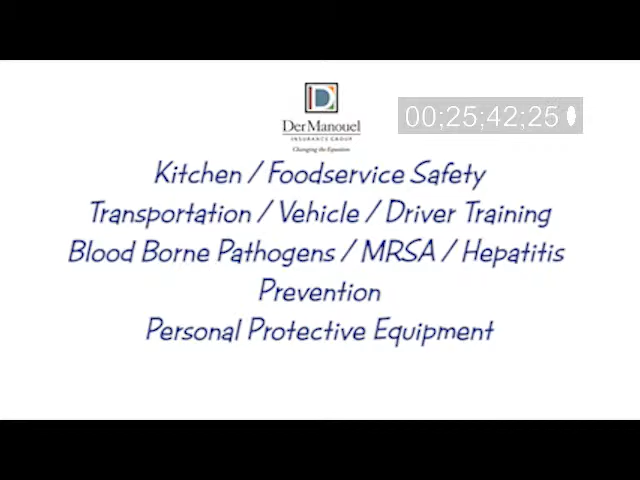 D
DerManouel
INSURANCE GROUP
Changing the Equation
00;25;42;25
Kitchen / Foodservice Safety
Transportation / Vehicle / Driver Training
Blood Borne Pathogens / MRSA / Hepatitis
Prevention
Personal Protective Equipment